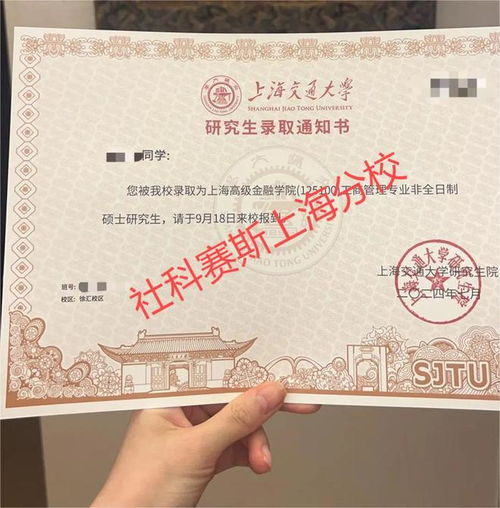 上海交通大学
SHANGHAI JIAO TONG UNIVERSITY
研究生录取通知书
同学:
您被我校录取为上海高级金融学院(125100)工商管理专业非全日制
硕士研究生,请于9月18日来校报到。
社科赛斯上海分校
上海交通大学研究生院
二〇二四年七月
班号:
校区: 徐汇校区
SJTU